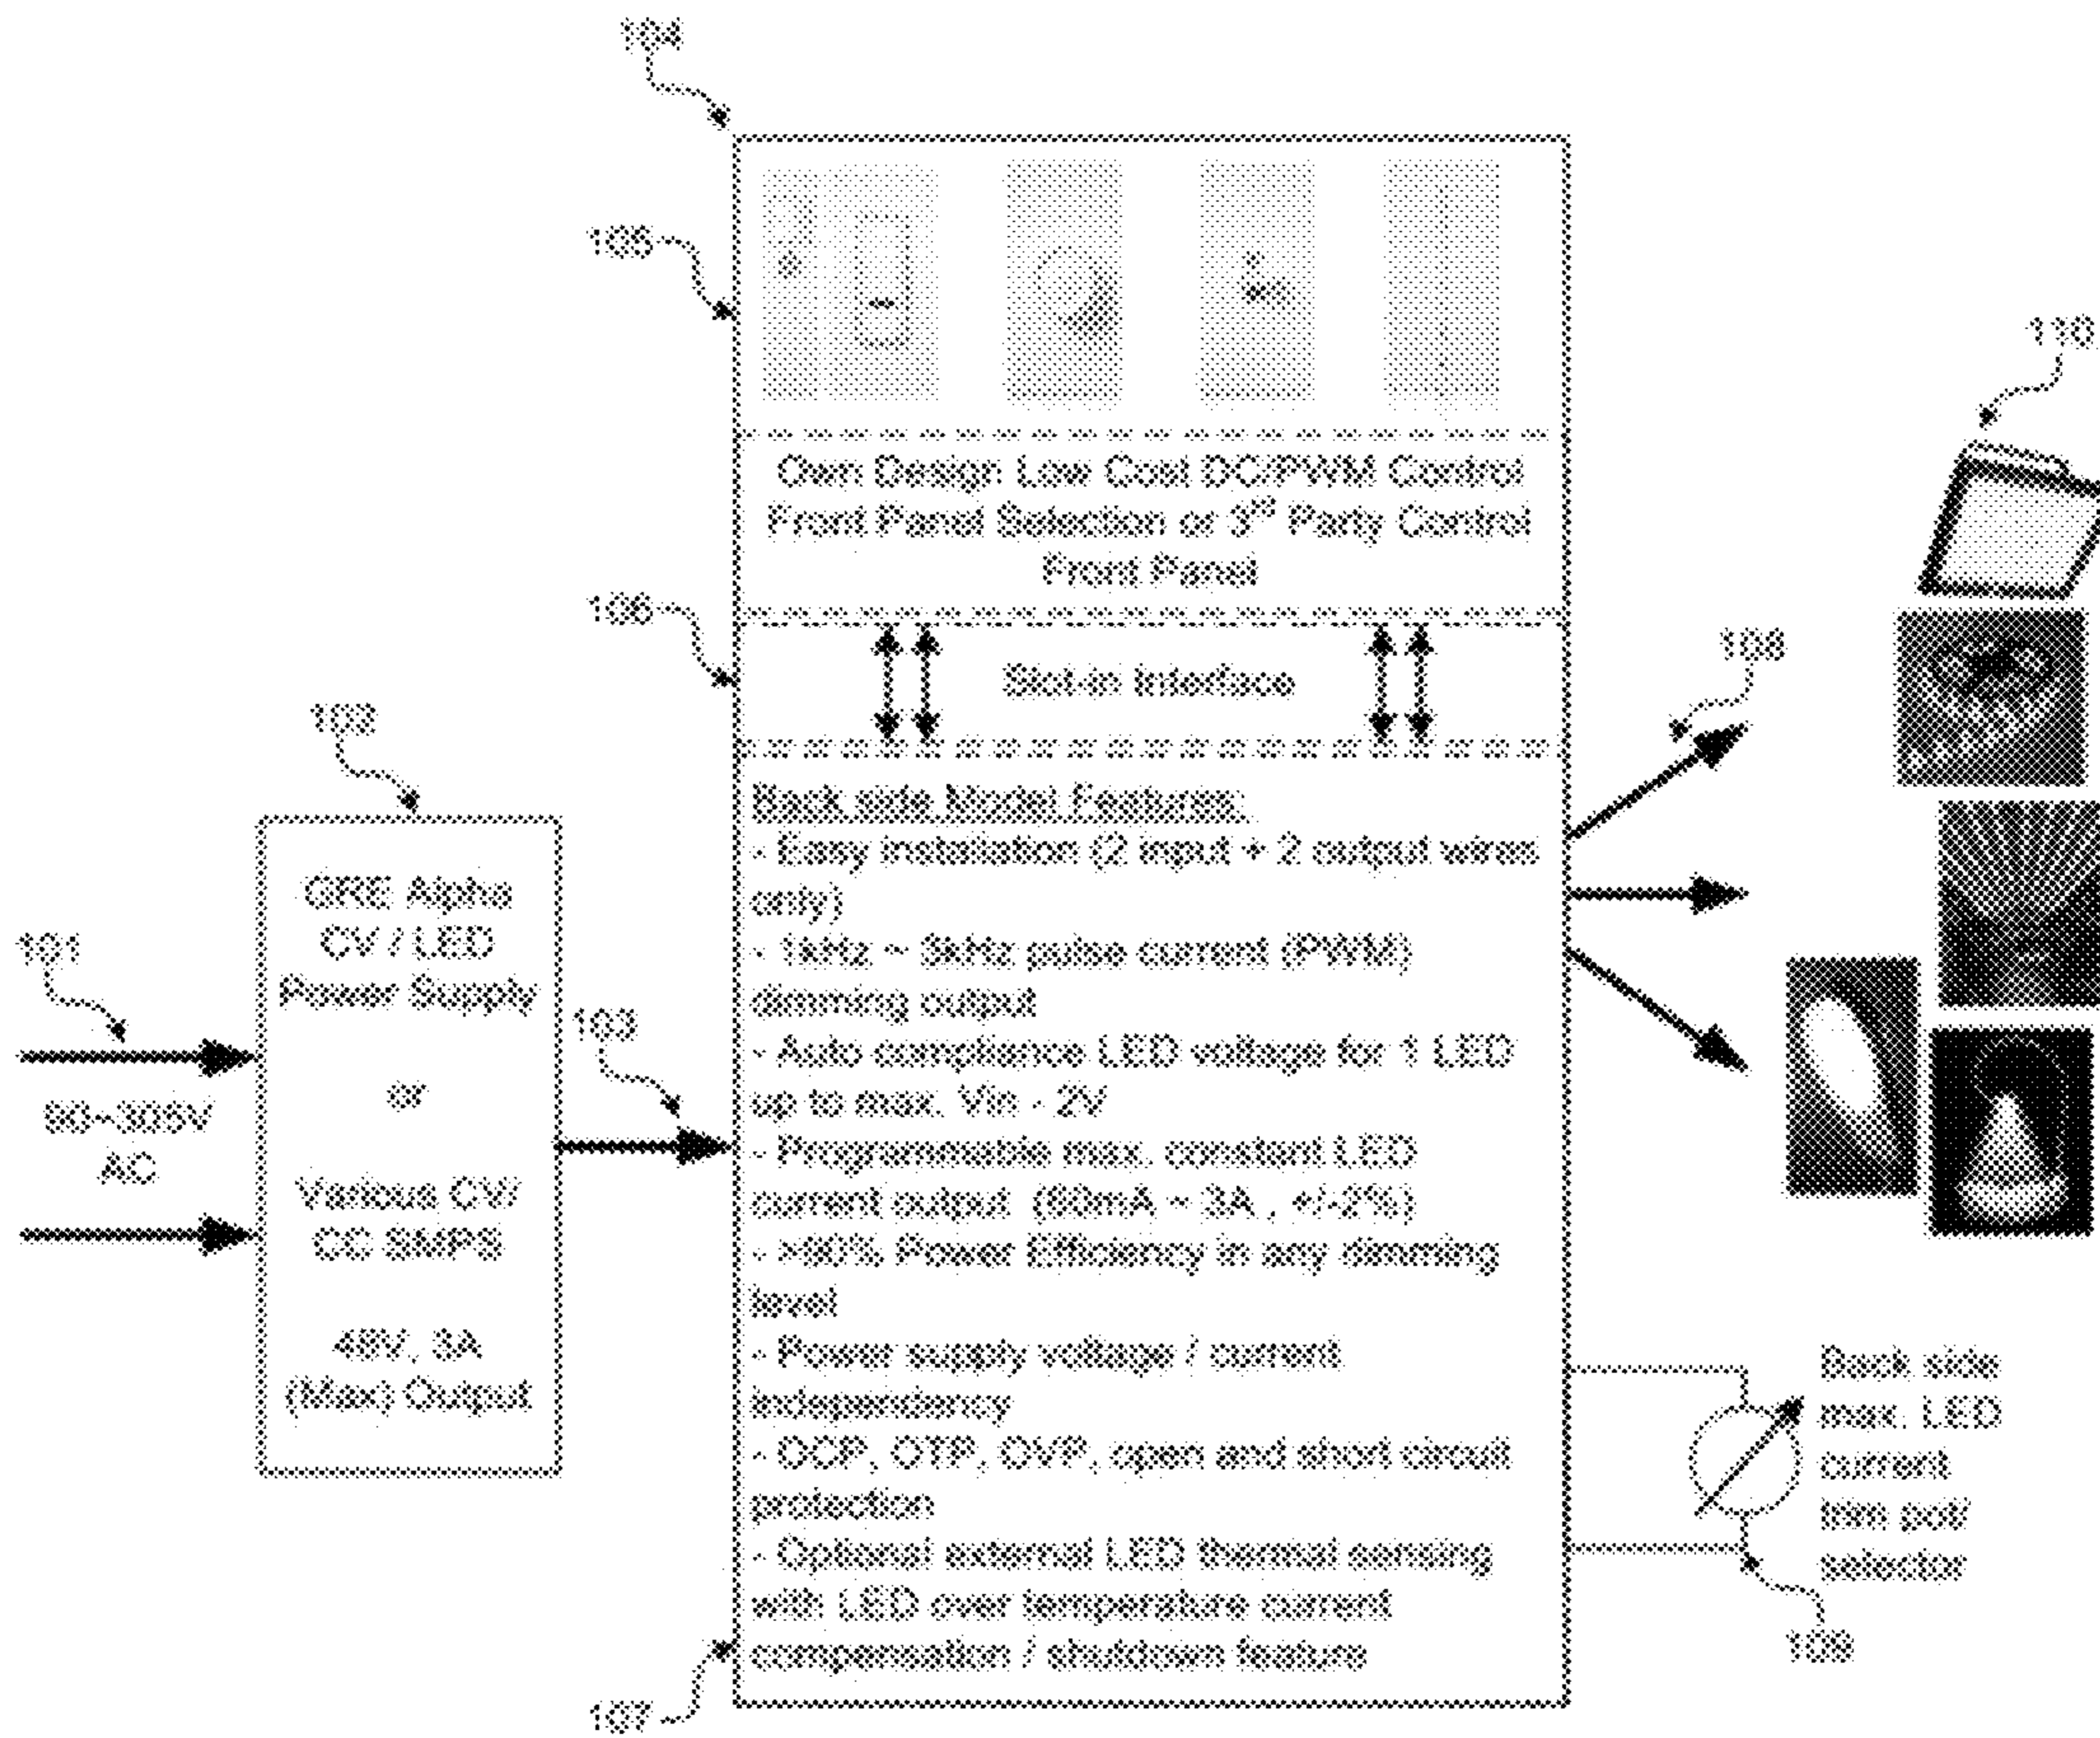 104
105
Own Design Low Cost DC/PWM Control
Front Panel Selection or 3rd Party Control
Front Panel
106
Slot-in Interface
102
GRE Alpha
CV / LED
Power Supply
or
Various CV/
CC SMPS
48V, 3A
(Max) Output
101
90~305V
AC
103
Back side Model Features:
- Easy installation (2 input + 2 output wires
only)
- 1kHz ~ 3kHz pulse current (PWM)
dimming output
- Auto compliance LED voltage for 1 LED
up to max. Vin - 2V
- Programmable max. constant LED
current output (50mA ~ 3A , +/-2%)
- >90% Power Efficiency in any dimming
level
- Power supply voltage / current
independency
- OCP, OTP, OVP, open and short circuit
protection
- Optional external LED thermal sensing
with LED over temperature current
compensation / shutdown feature
107
108
110
Back side
max. LED
current
trim pot/
selector
109